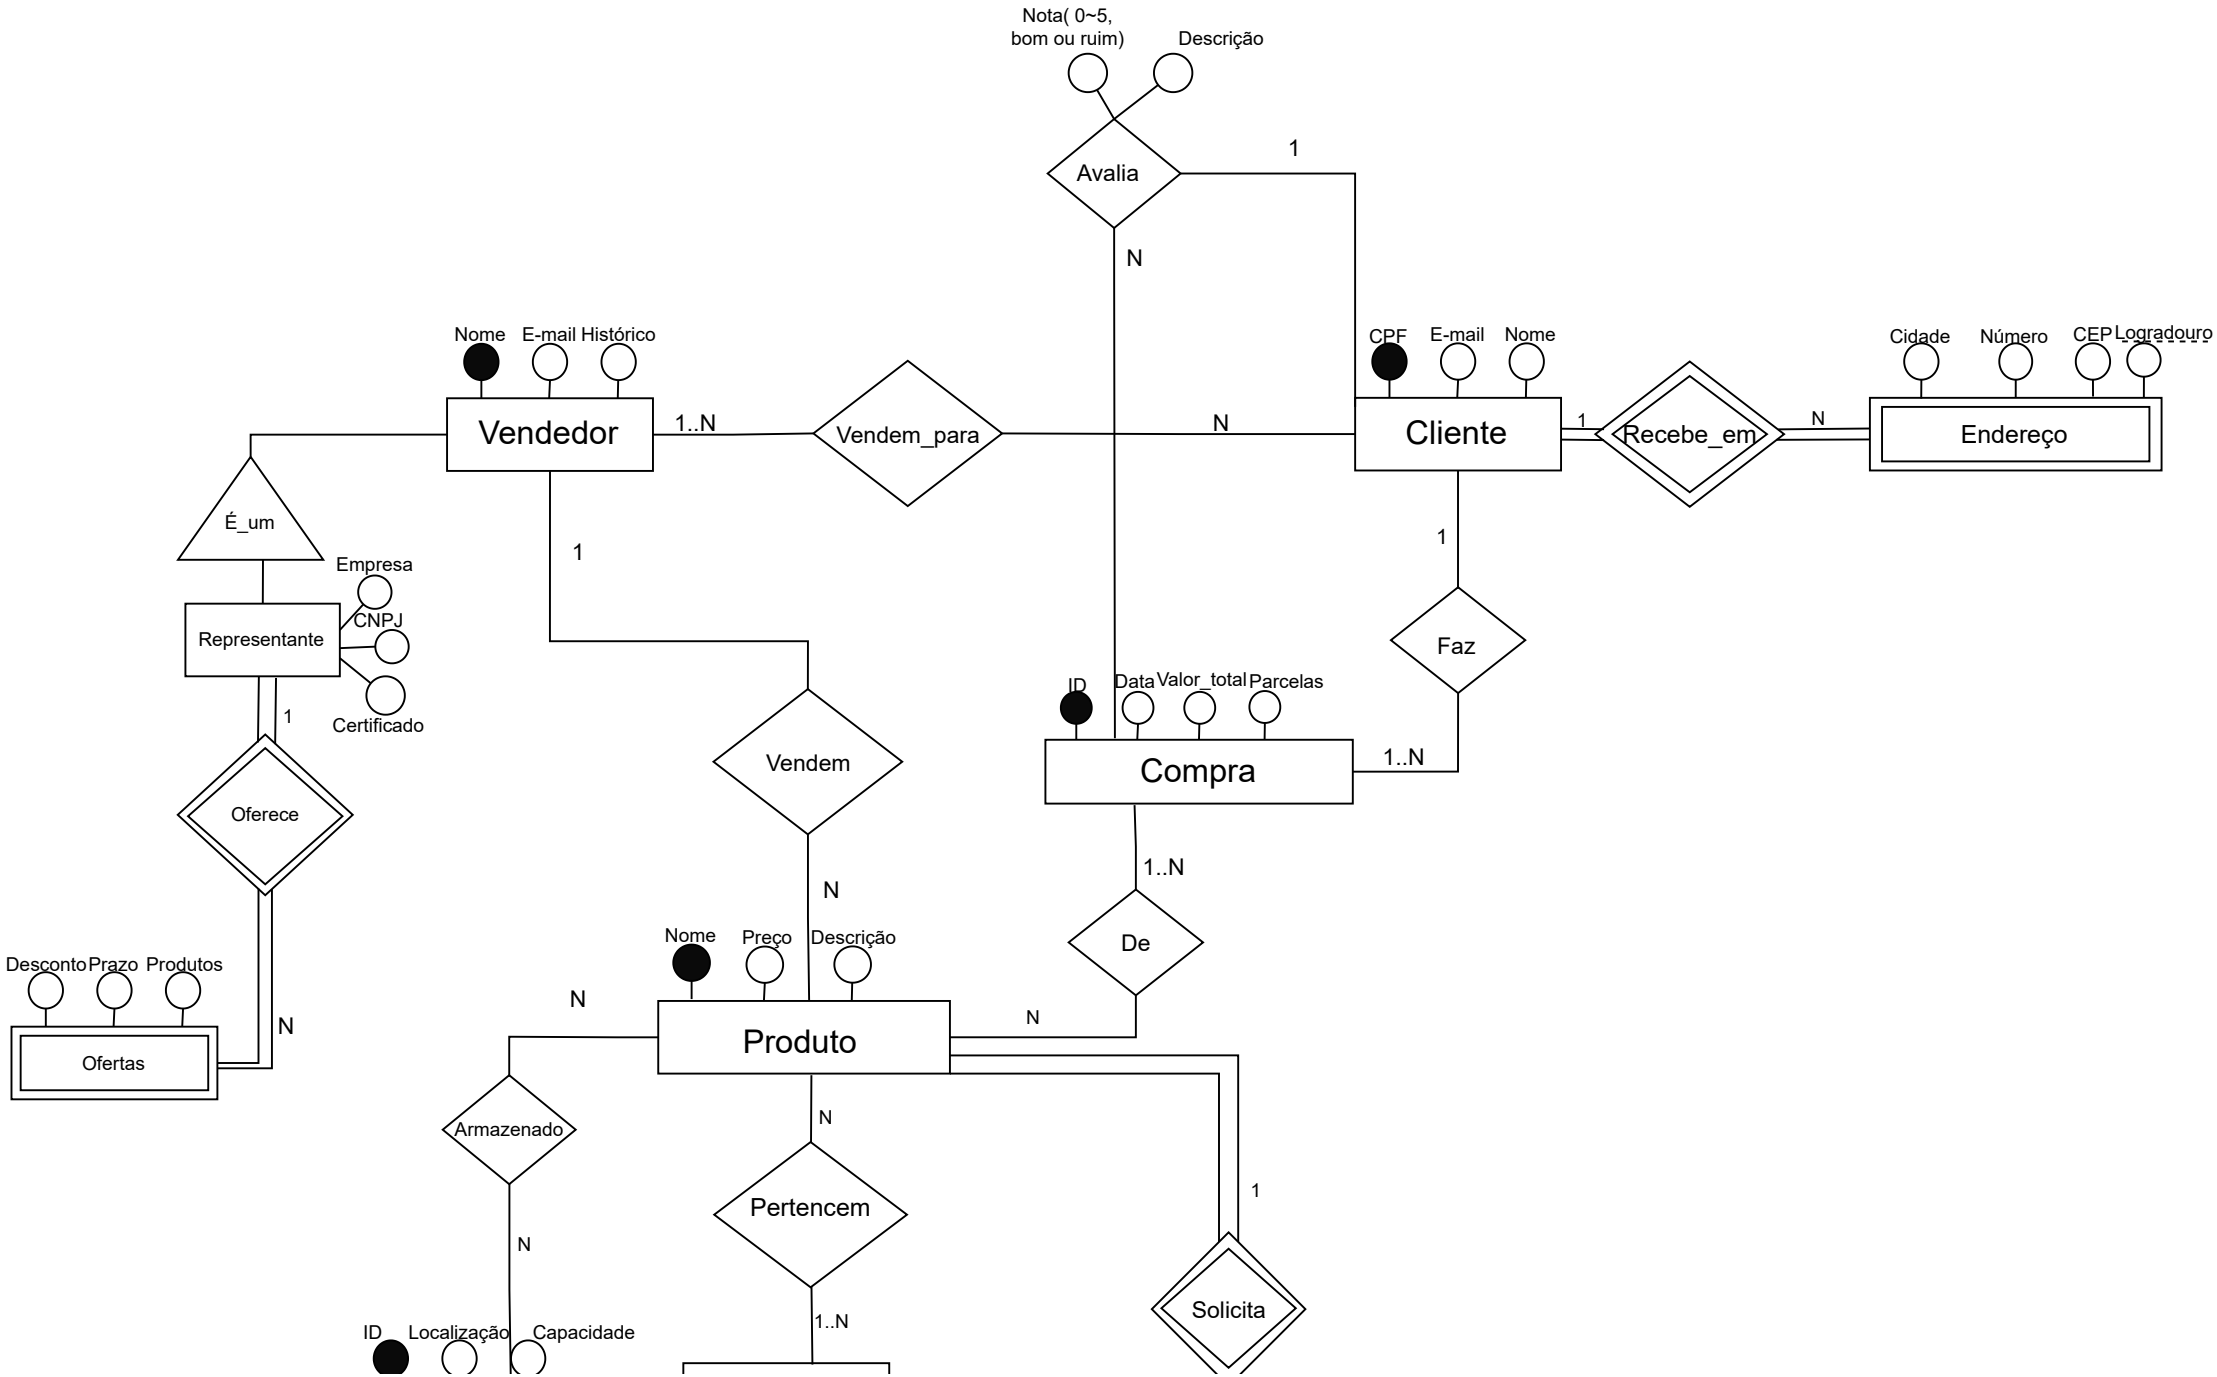 Nota( 0~5,
bom ou ruim)
Descrição
Avalia
1
N
Nome
E-mail
Histórico
CPF
E-mail
Nome
Cidade
Número
CEP
Logradouro
Vendedor
1..N
Vendem_para
N
Cliente
1
Recebe_em
N
Endereço
É_um
1
1
Empresa
CNPJ
Representante
Faz
Certificado
1
ID
Data
Valor_total
Parcelas
Vendem
Compra
1..N
Oferece
1..N
N
De
Nome
Preço
Descrição
Desconto
Prazo
Produtos
N
N
N
Produto
Ofertas
Armazenado
N
Pertencem
1
N
Solicita
1..N
ID
Localização
Capacidade